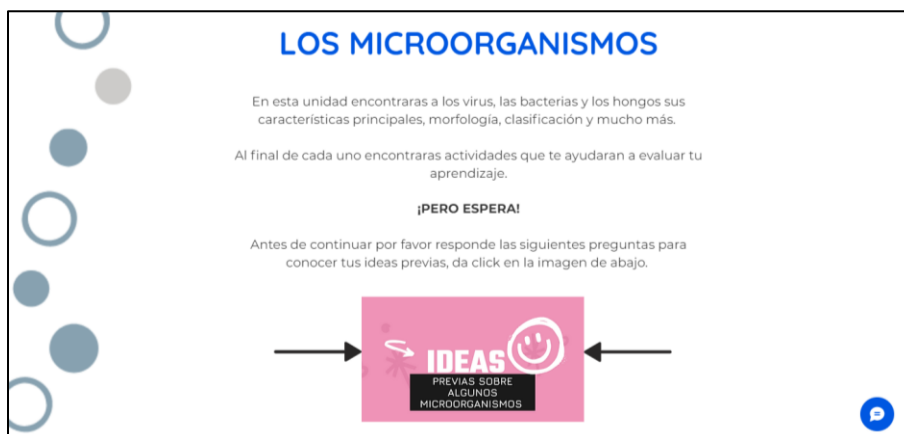 LOS MICROORGANISMOS
En esta unidad encontraras a los virus, las bacterias y los hongos sus
características principales, morfología, clasificación y mucho más.
Al final de cada uno encontraras actividades que te ayudaran a evaluar tu
aprendizaje.
¡PERO ESPERA!
Antes de continuar por favor responde las siguientes preguntas para
conocer tus ideas previas, da click en la imagen de abajo.
IDEAS
PREVIAS SOBRE
ALGUNOS
MICROORGANISMOS